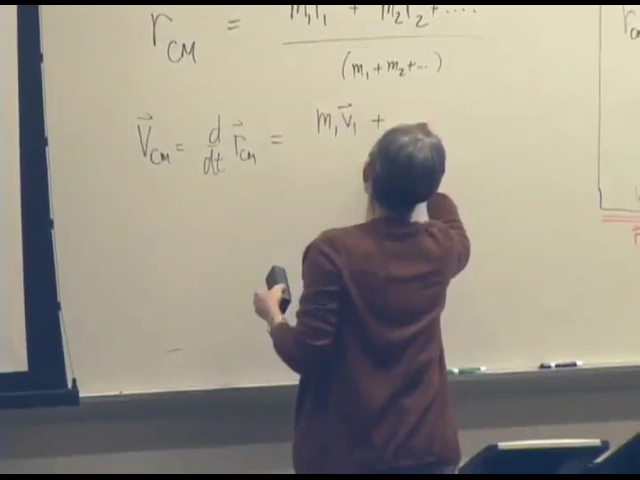 r_CM = m₁r₁ + m₂r₂ + ....
(m₁ + m₂ + ...)
V⃗_CM = d/dt r⃗_CM = m₁v⃗₁ +